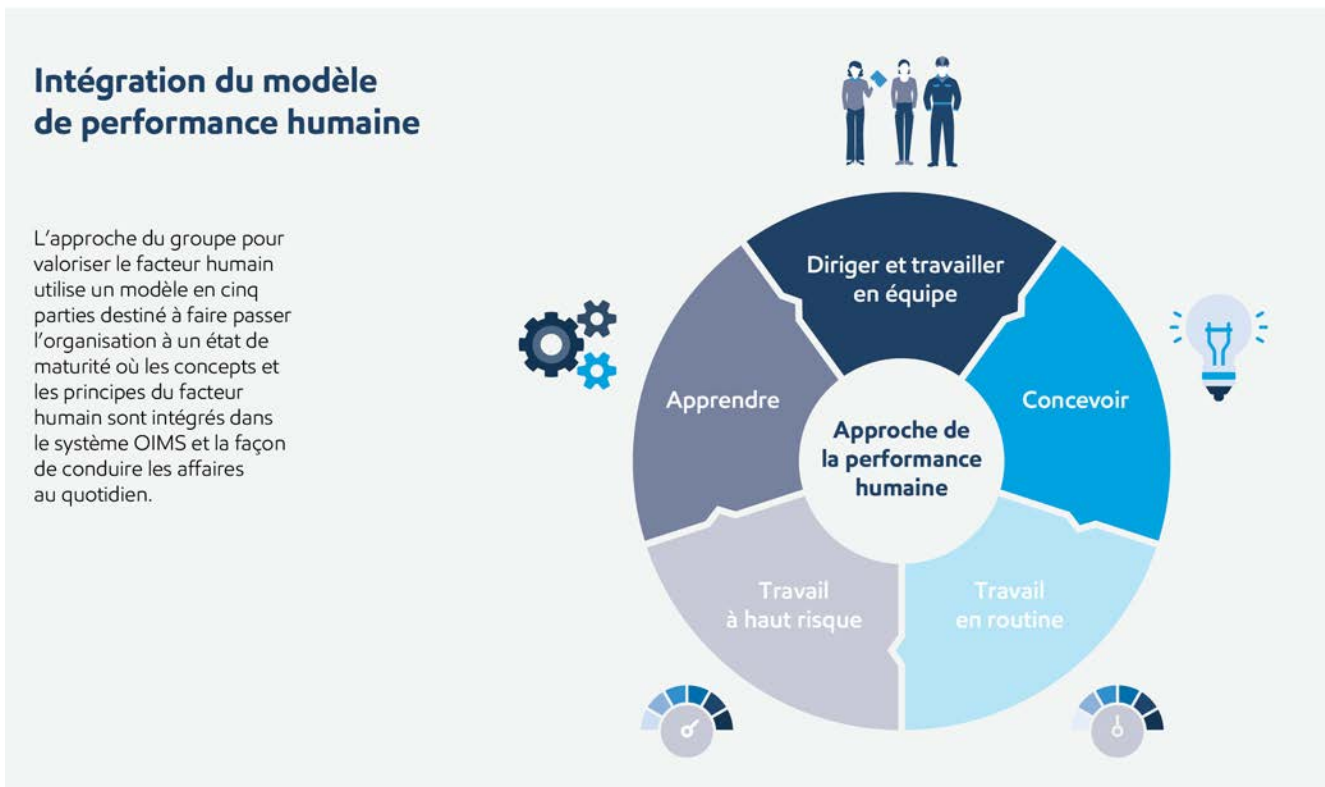 Intégration du modèle
de performance humaine
L'approche du groupe pour
valoriser le facteur humain
utilise un modèle en cinq
parties destiné à faire passer
l'organisation à un état de
maturité où les concepts et
les principes du facteur
humain sont intégrés dans
le système OIMS et la façon
de conduire les affaires
au quotidien.
Diriger et travailler
en équipe
Apprendre
Concevoir
Approche de
la performance
humaine
Travail
à haut risque
Travail
en routine